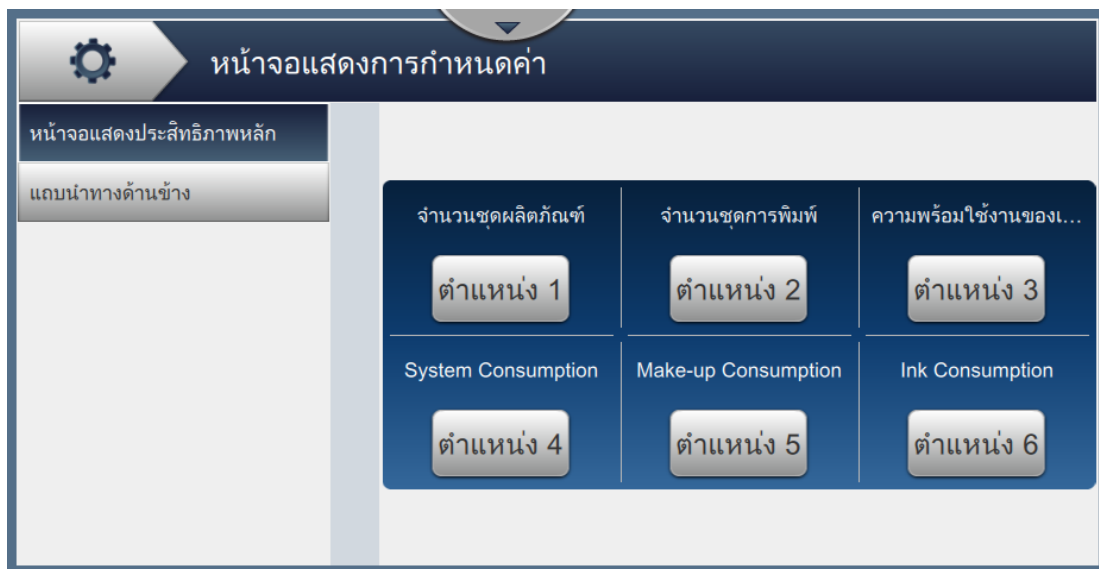 หน้าจอแสดงการกำหนดค่า
หน้าจอแสดงประสิทธิภาพหลัก
แถบนำทางด้านข้าง
จำนวนชุดผลิตภัณฑ์
จำนวนชุดการพิมพ์
ความพร้อมใช้งานของเ...
ตำแหน่ง 1
ตำแหน่ง 2
ตำแหน่ง 3
System Consumption
Make-up Consumption
Ink Consumption
ตำแหน่ง 4
ตำแหน่ง 5
ตำแหน่ง 6